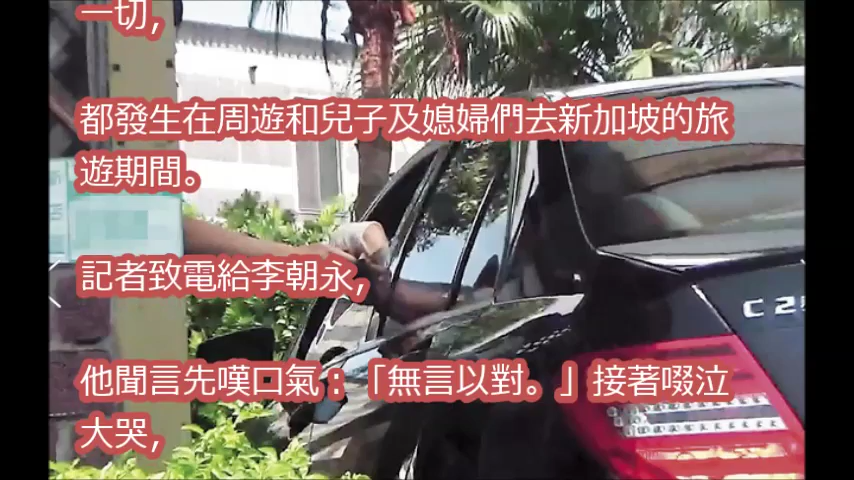 一切,
都發生在周遊和兒子及媳婦們去新加坡的旅
遊期間。
記者致電給李朝永,
他聞言先嘆口氣：「無言以對。」接著啜泣
大哭,
C 2